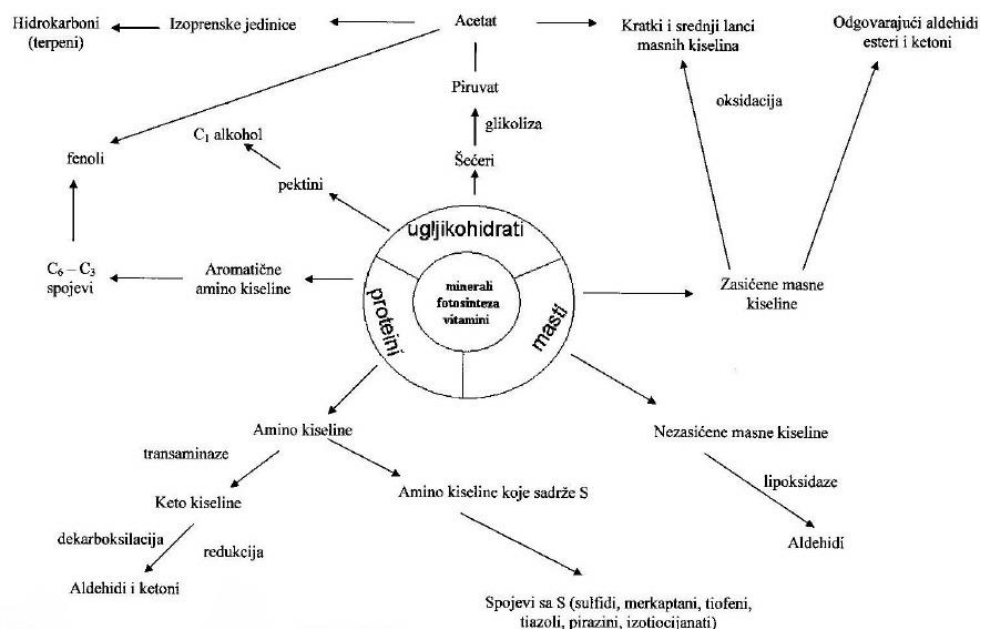 Hidrokarboni
(terpeni)
Izoprenske jedinice
Acetat
Kratki i srednji lanci
masnih kiselina
Odgovarajući aldehidi
esteri i ketoni
Piruvat
oksidacija
glikoliza
C₁ alkohol
fenoli
Šećeri
pektini
ugljikohidrati
C₆ – C₃
spojevi
Aromatične
amino kiseline
proteini
minerali
fotosinteza
vitamini
masti
Zasićene masne
kiseline
Amino kiseline
Nezasićene masne kiseline
transaminaze
lipoksidaze
Keto kiseline
Amino kiseline koje sadrže S
dekarboksilacija
redukcija
Aldehidi
Aldehidi i ketoni
Spojevi sa S (sulfidi, merkaptani, tiofeni,
tiazoli, pirazini, izotiocijanati)